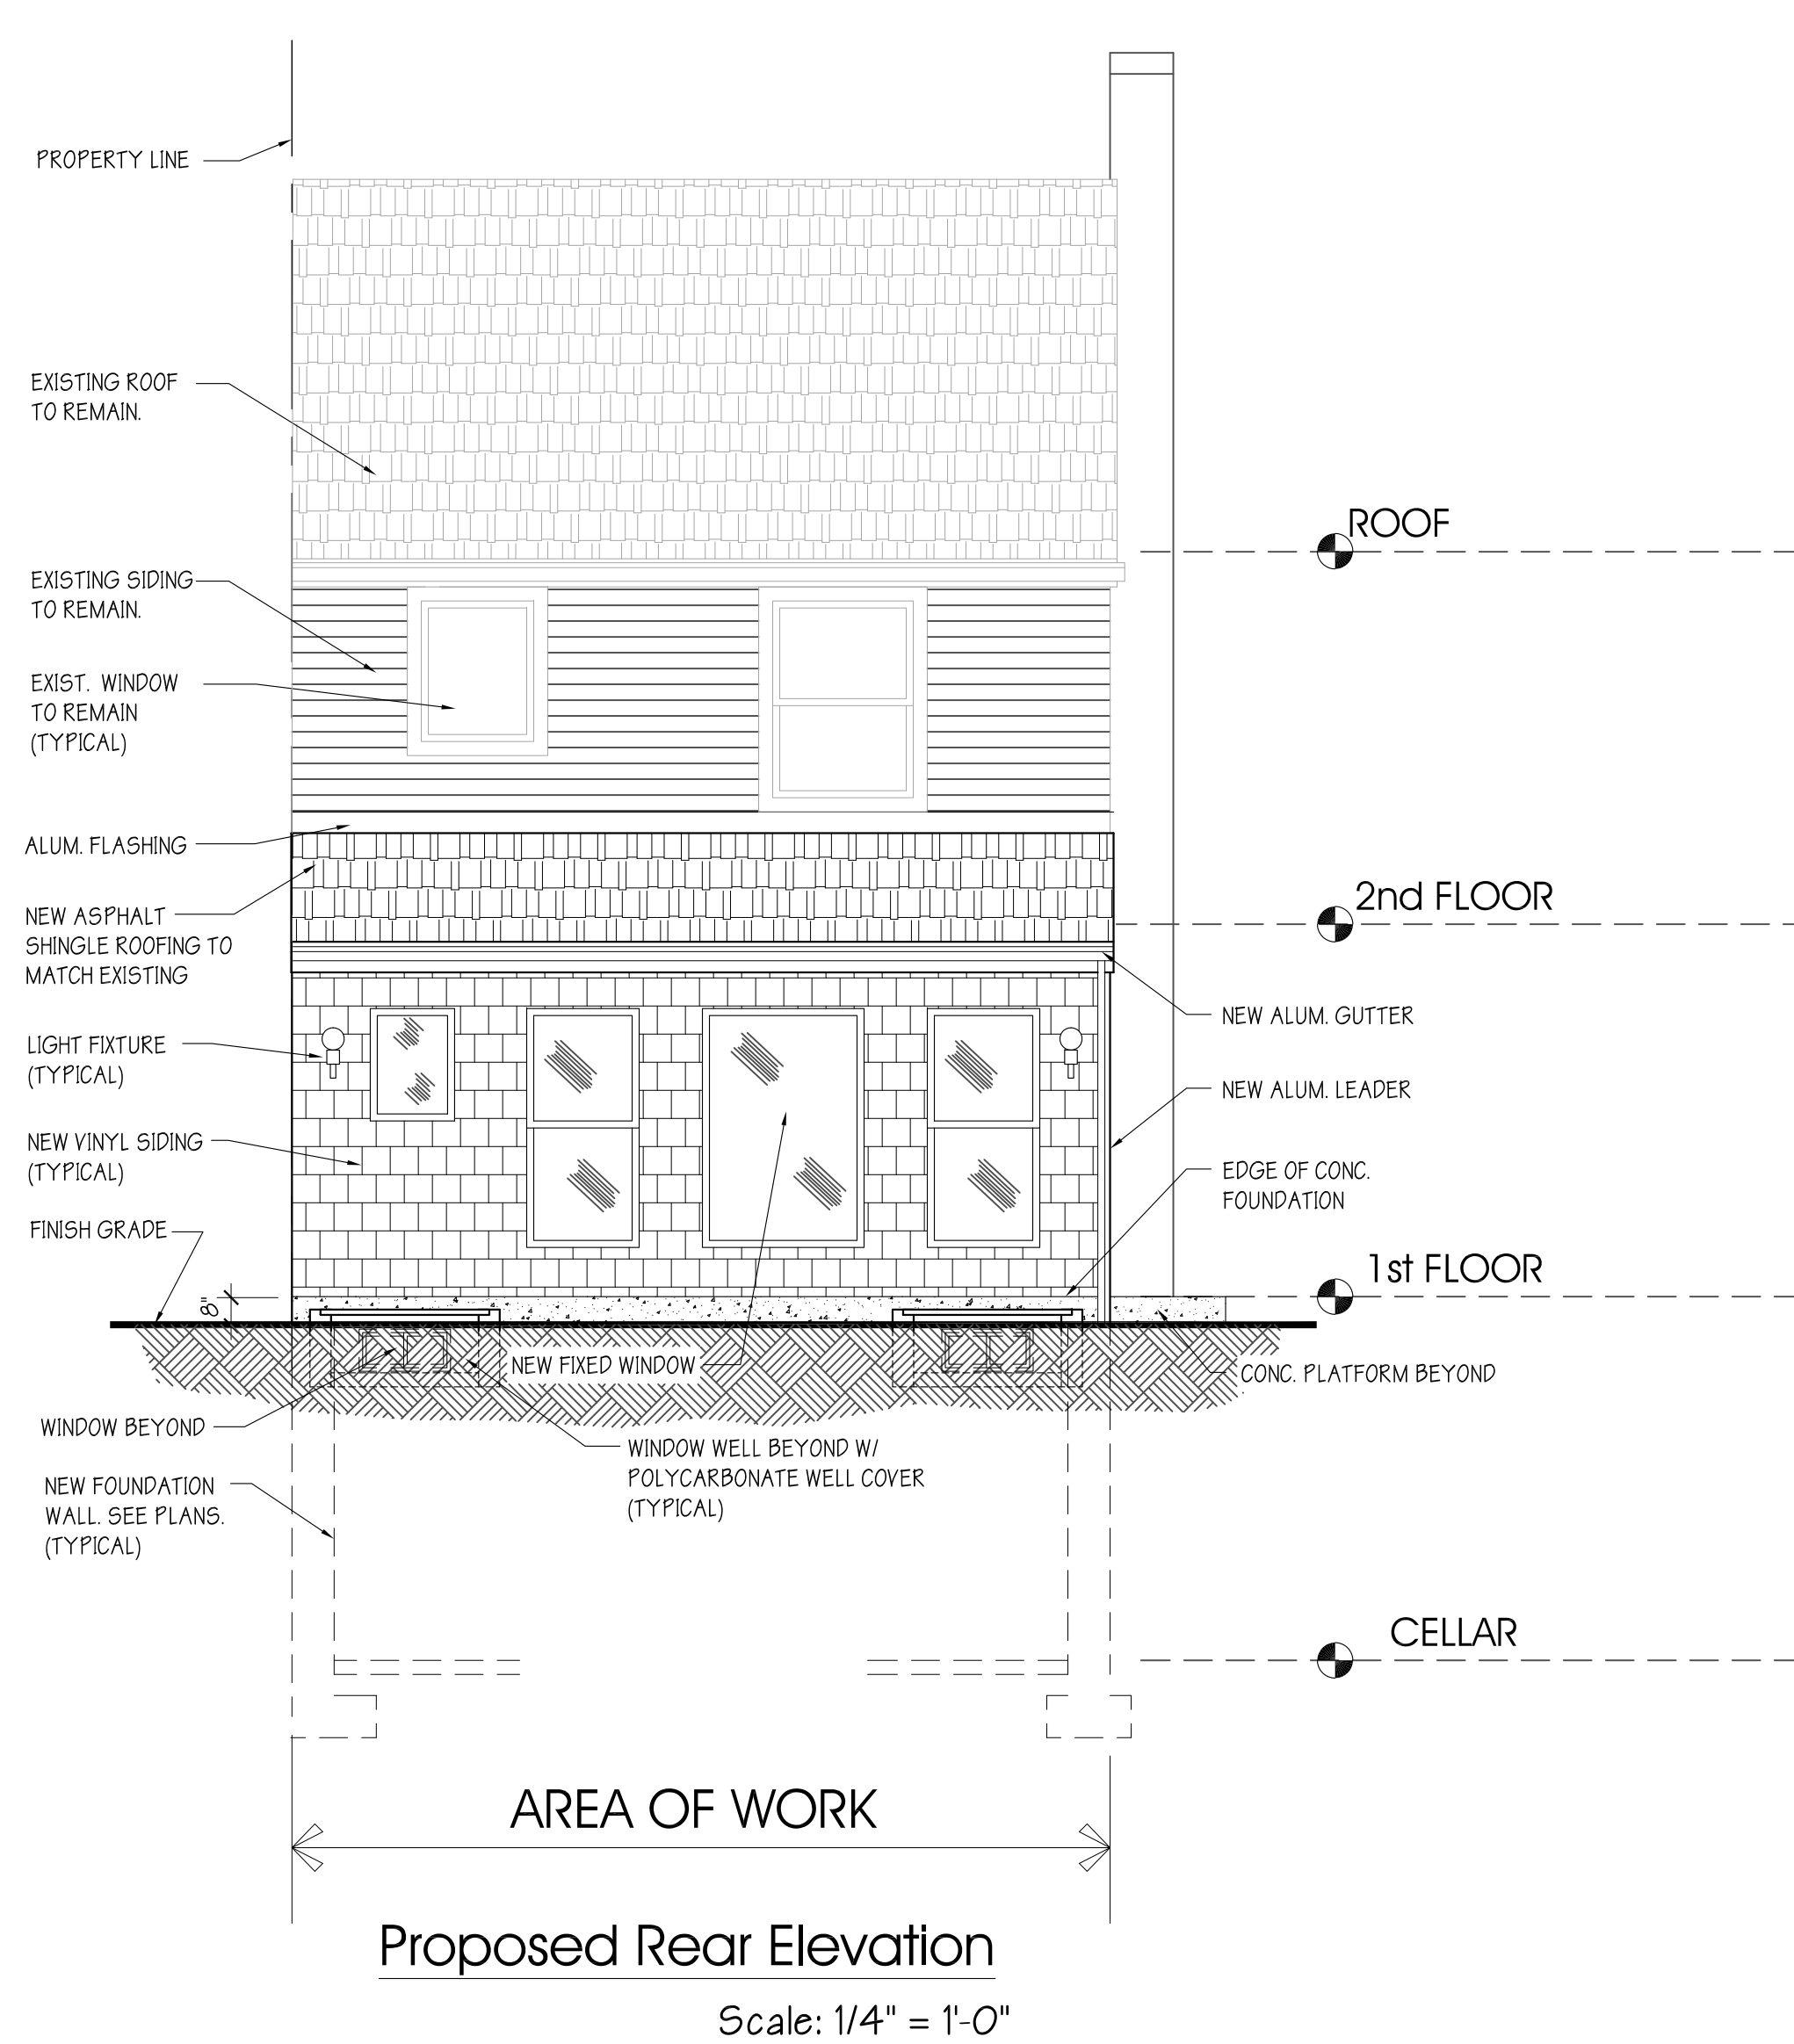 PROPERTY LINE
EXISTING ROOF
TO REMAIN.
ROOF
EXISTING SIDING
TO REMAIN.
EXIST. WINDOW
TO REMAIN
(TYPICAL)
ALUM. FLASHING
2nd FLOOR
NEW ASPHALT
SHINGLE ROOFING TO
MATCH EXISTING
NEW ALUM. GUTTER
LIGHT FIXTURE
(TYPICAL)
NEW ALUM. LEADER
NEW VINYL SIDING
(TYPICAL)
EDGE OF CONC.
FOUNDATION
FINISH GRADE
1st FLOOR
8"
NEW FIXED WINDOW
CONC. PLATFORM BEYOND
WINDOW BEYOND
WINDOW WELL BEYOND W/
POLYCARBONATE WELL COVER
(TYPICAL)
NEW FOUNDATION
WALL. SEE PLANS.
(TYPICAL)
CELLAR
AREA OF WORK
Proposed Rear Elevation
Scale: 1/4" = 1'-0"